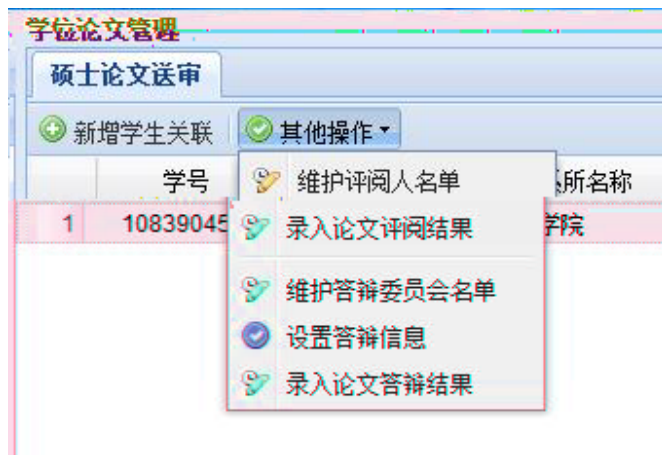 学位论文管理
硕士论文送审
新增学生关联 其他操作
学号 所名称
维护评阅人名单
1 10839045 学院
录入论文评阅结果
维护答辩委员会名单
设置答辩信息
录入论文答辩结果